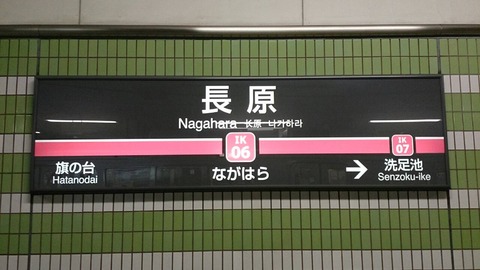 長原
Nagahara 长原 나가하라
IK
06
IK
07
旗の台
Hatanodai
ながはら
→
洗足池
Senzoku-ike